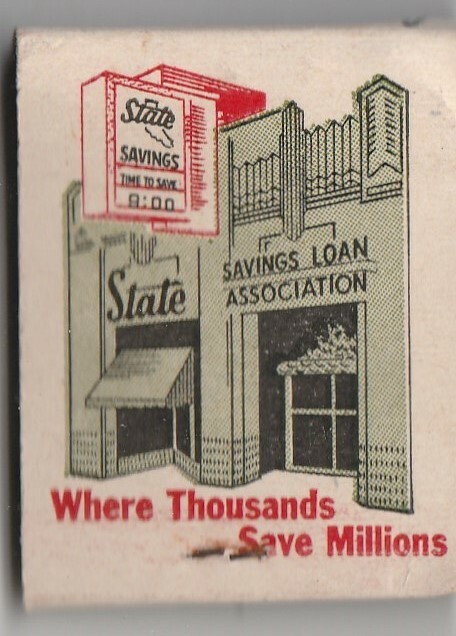 State
SAVINGS
TIME TO SAVE
8:00
State
SAVINGS LOAN
ASSOCIATION
Where Thousands
Save Millions